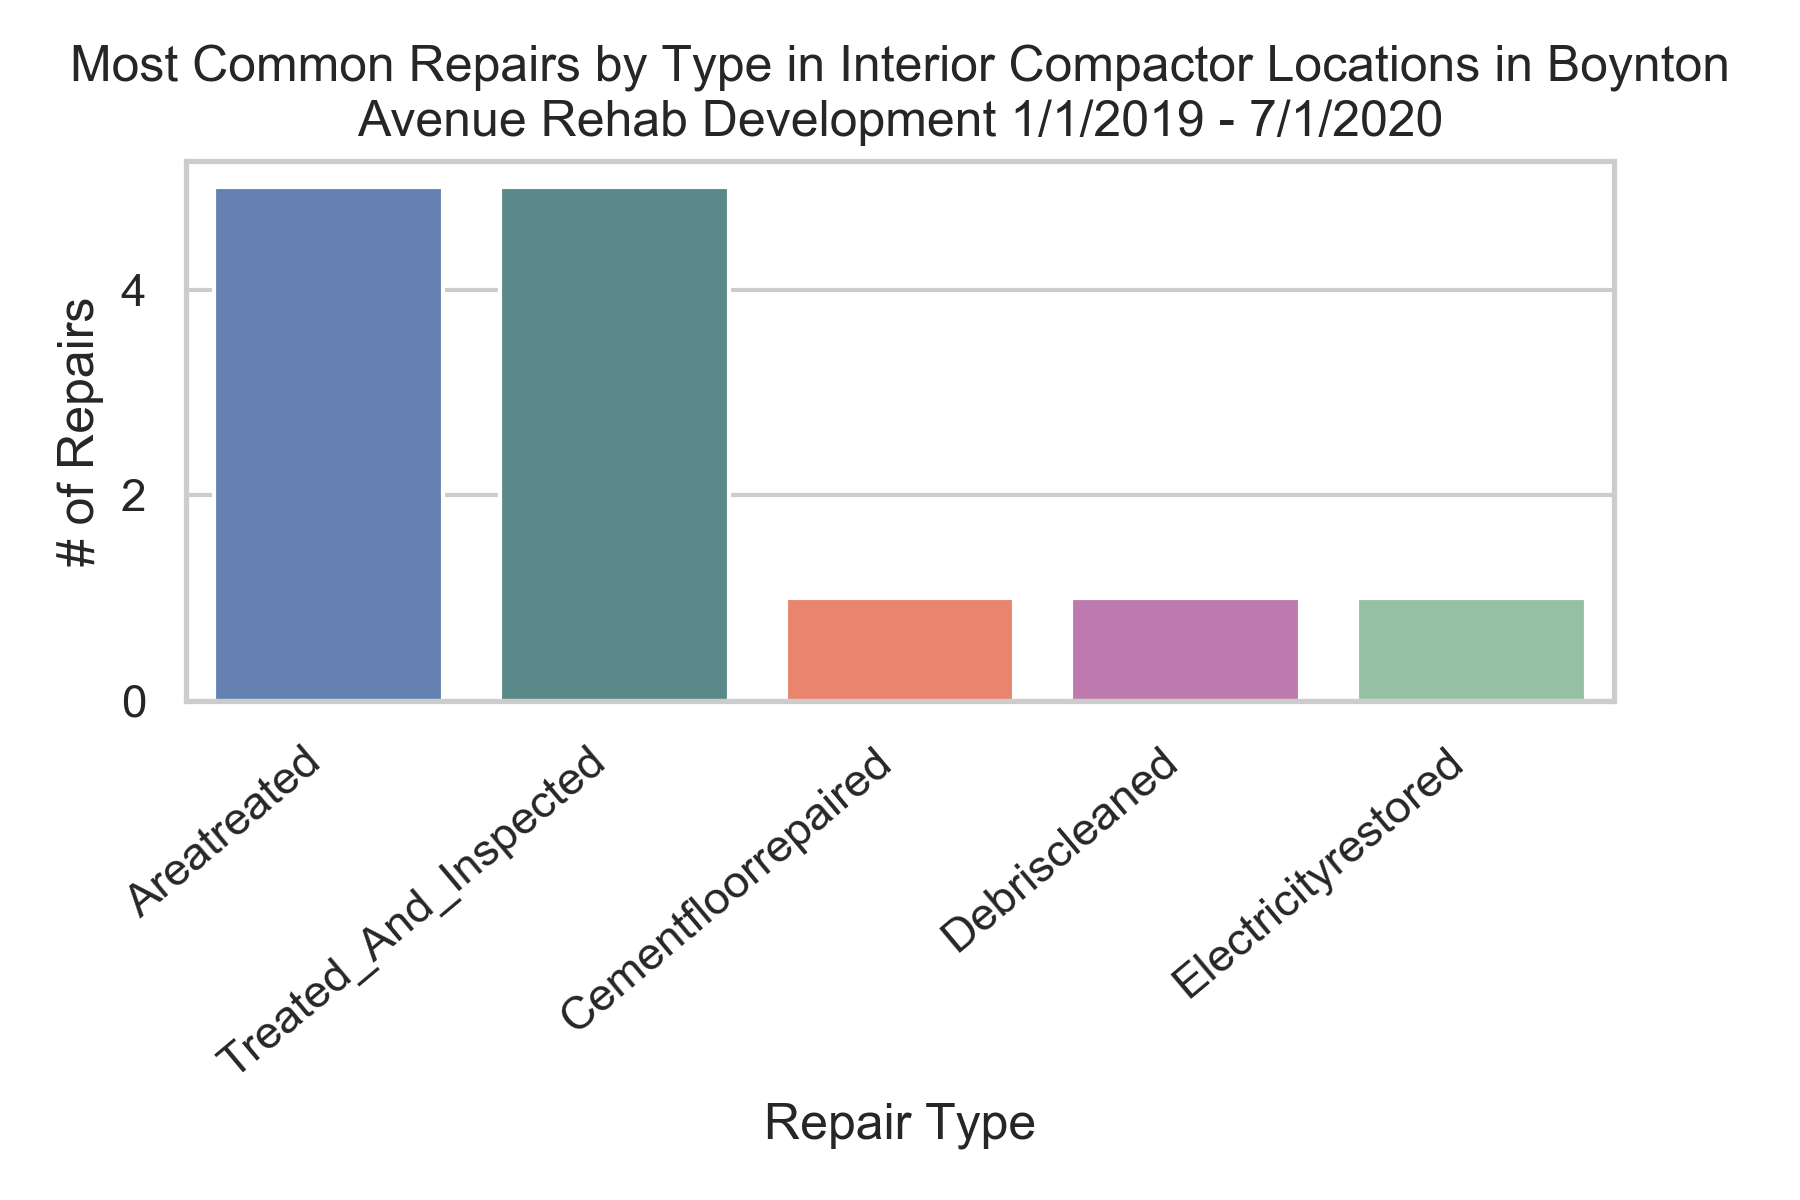 Most Common Repairs by Type in Interior Compactor Locations in Boynton
Avenue Rehab Development 1/1/2019 - 7/1/2020
# of Repairs
4
2
0
Areatreated
Treated_And_Inspected
Cementfloorrepaired
Debriscleaned
Electricityrestored
Repair Type